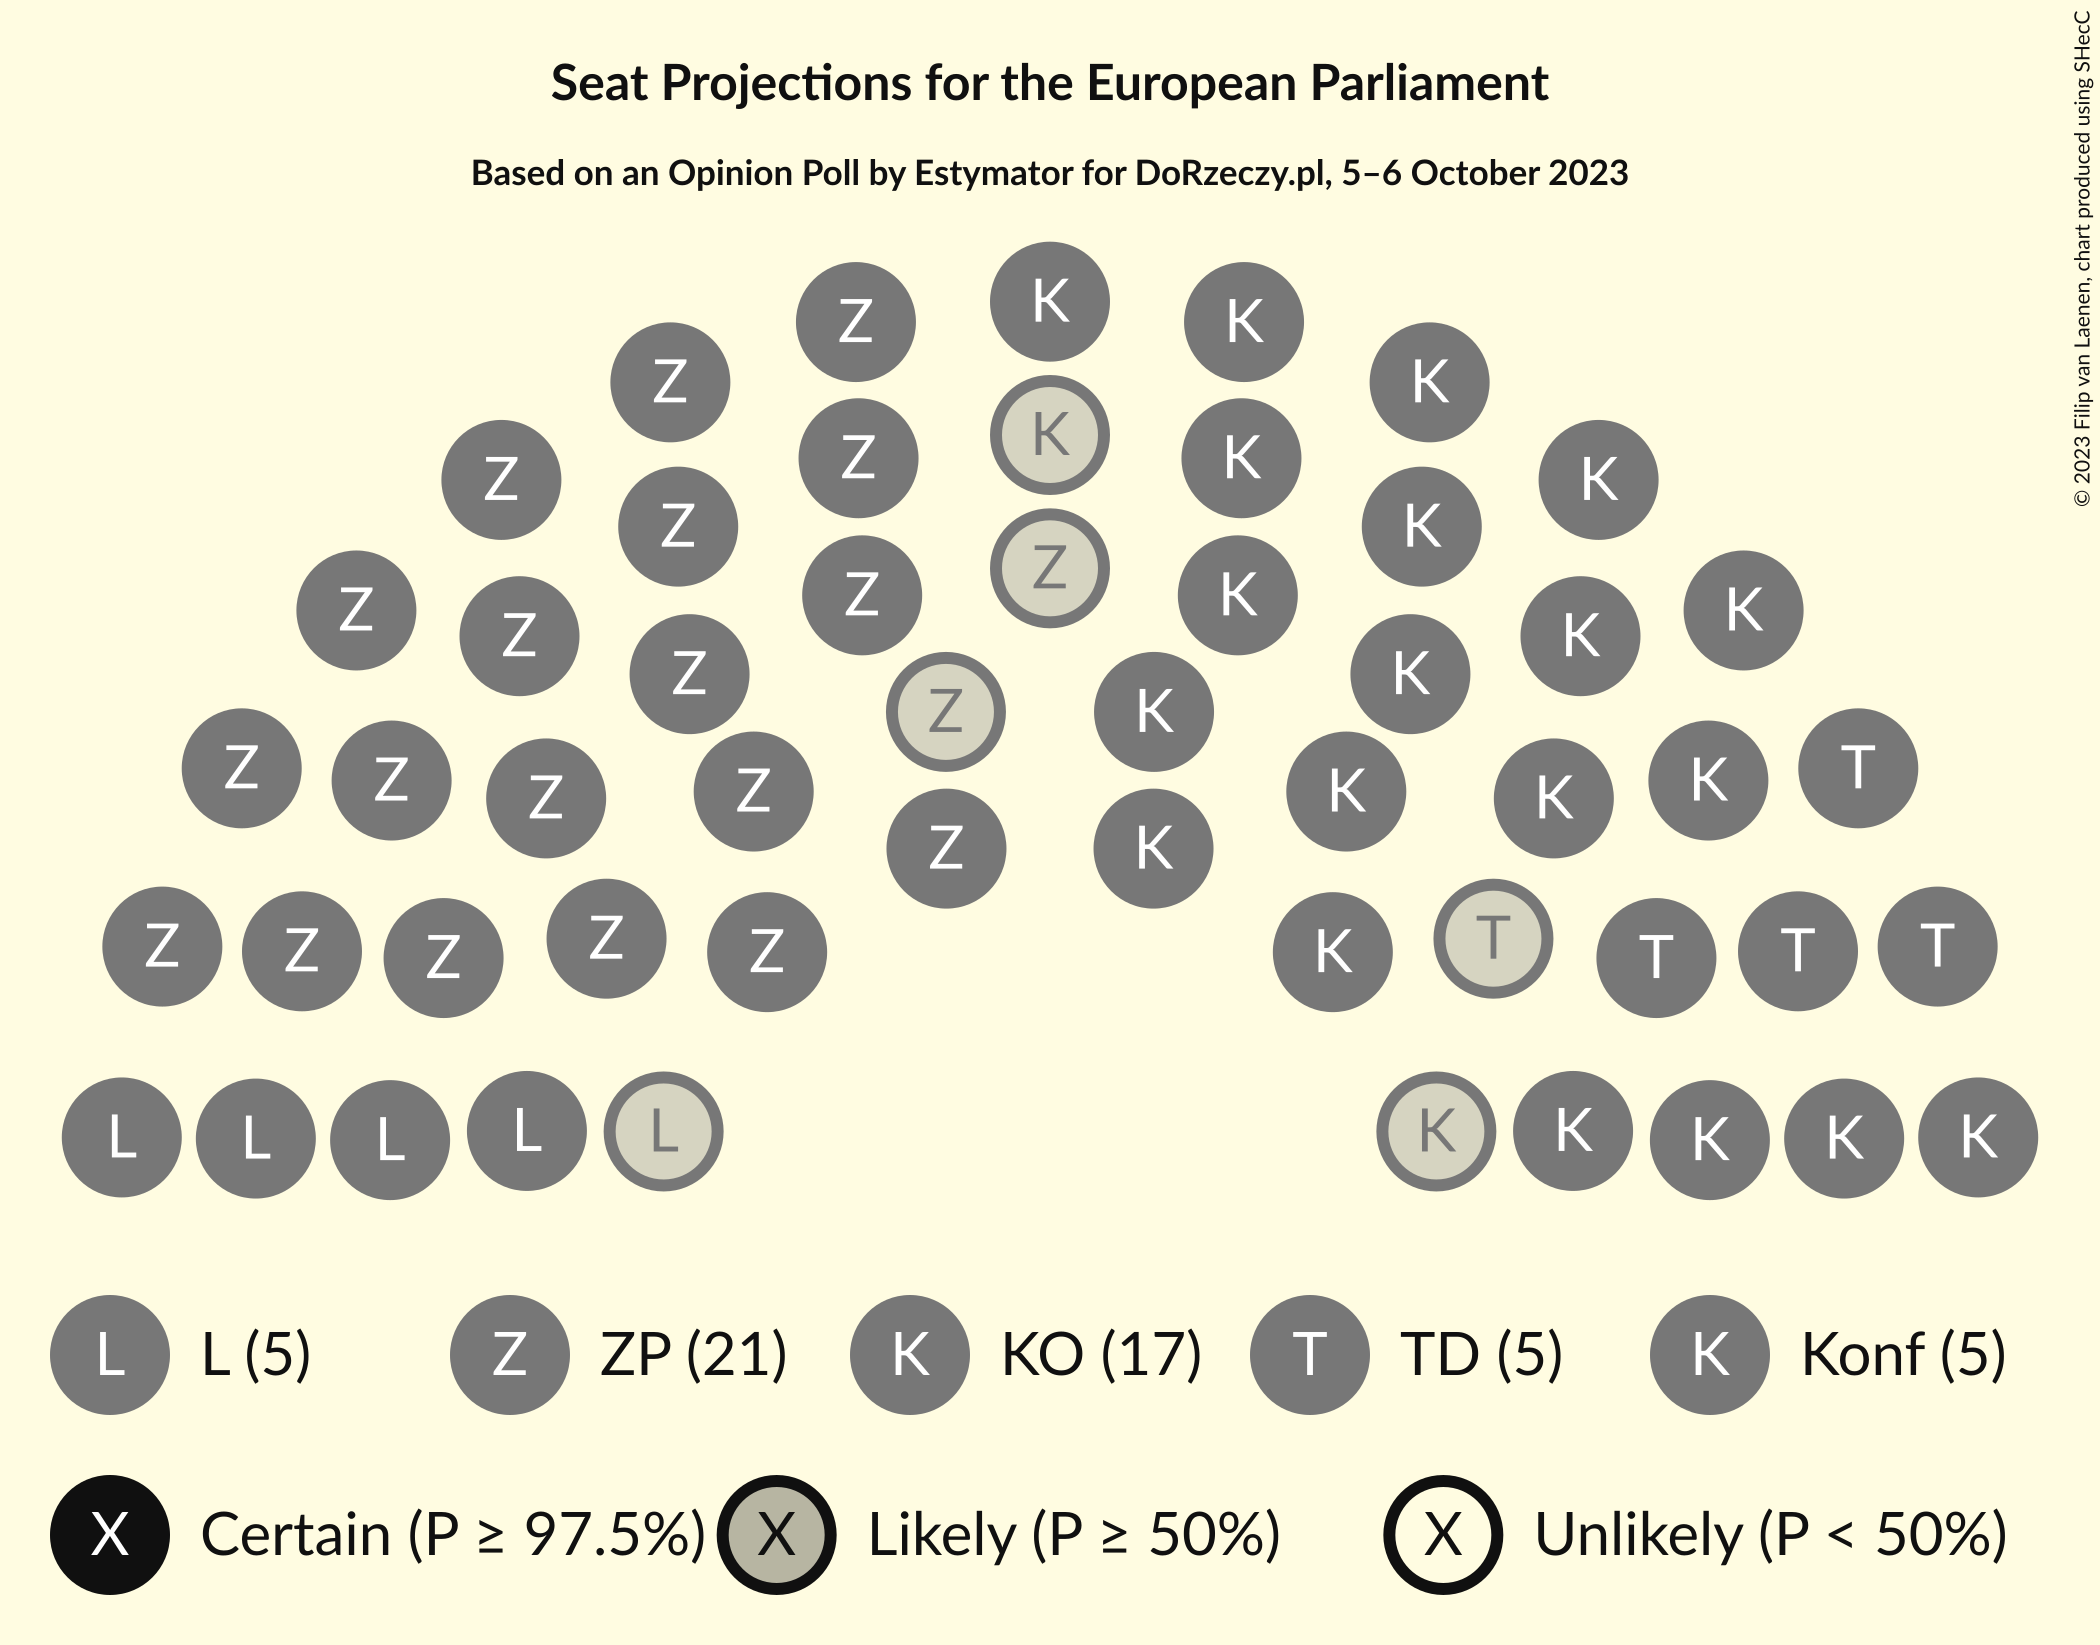 Seat Projections for the European Parliament
Based on an Opinion Poll by Estymator for DoRzeczy.pl, 5–6 October 2023
© 2023 Filip van Laenen, chart produced using SHecC
K
Z K
Z K
K
Z K
Z K
Z K
Z
Z K
Z K
Z K
Z K
Z K
Z K
Z Z K K T
Z K
Z Z Z Z Z K T T T T
L L L L L K K K K K
L L (5) Z ZP (21) K KO (17) T TD (5) K Konf (5)
X Certain (P ≥ 97.5%) X Likely (P ≥ 50%) X Unlikely (P < 50%)